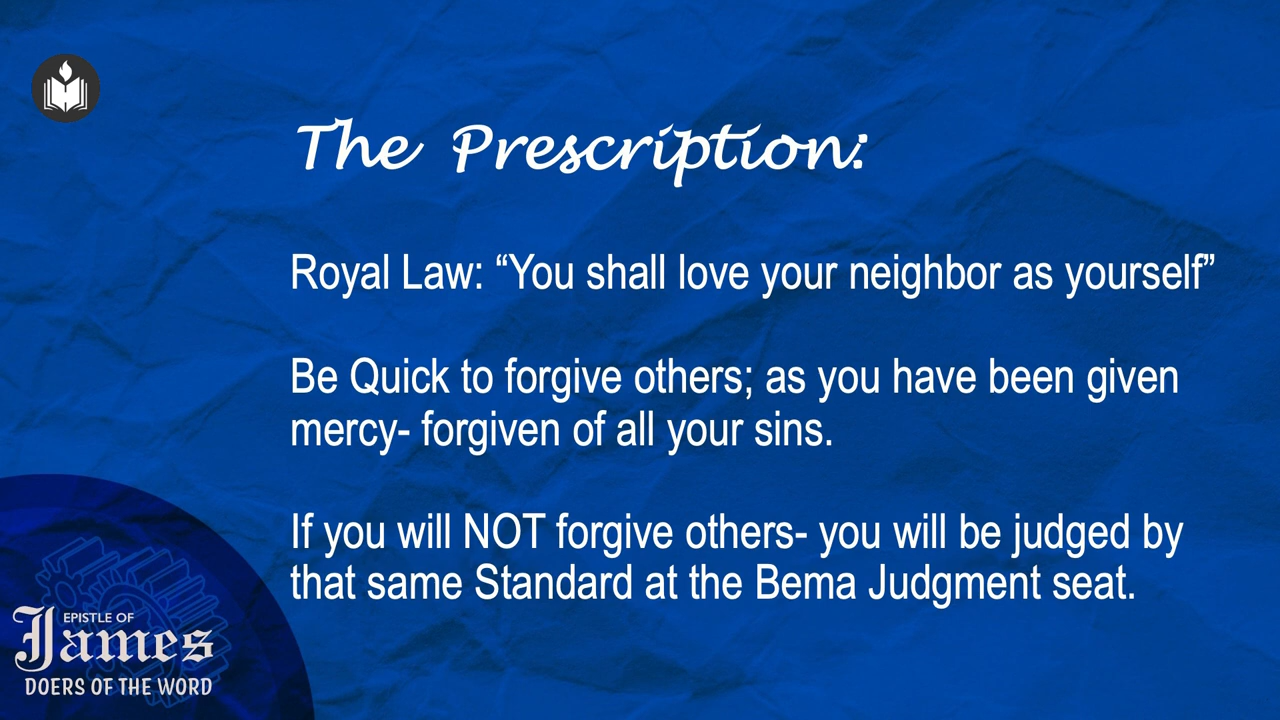 The Prescription:
Royal Law: “You shall love your neighbor as yourself”
Be Quick to forgive others; as you have been given
mercy- forgiven of all your sins.
If you will NOT forgive others- you will be judged by
that same Standard at the Bema Judgment seat.
EPISTLE OF
James
DOERS OF THE WORD